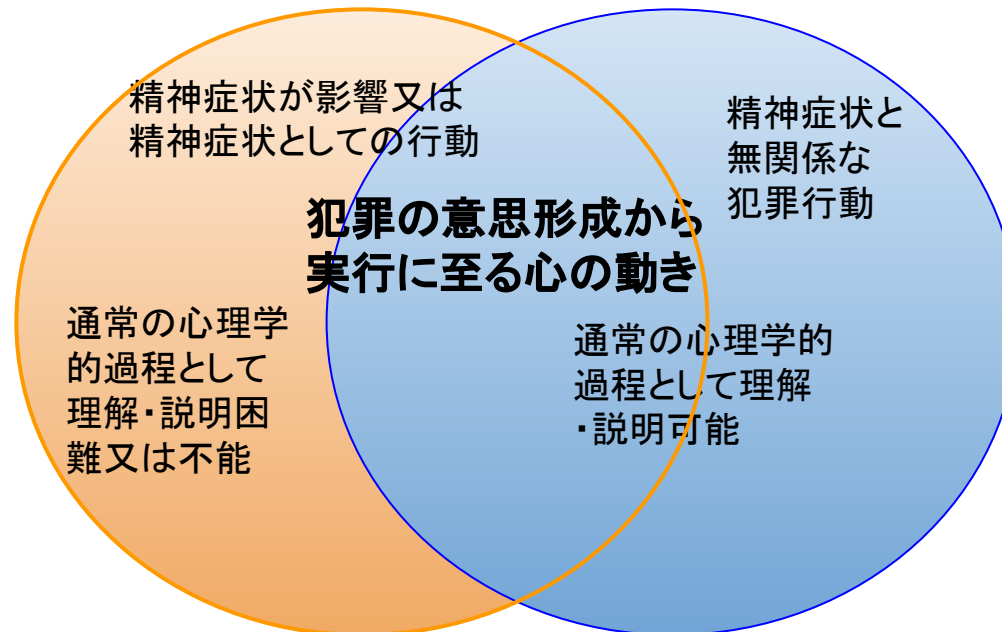 精神症状が影響又は
精神症状としての行動
精神症状と
無関係な
犯罪行動
犯罪の意思形成から
実行に至る心の動き
通常の心理学
的過程として
理解・説明困
難又は不能
通常の心理学的
過程として理解
・説明可能